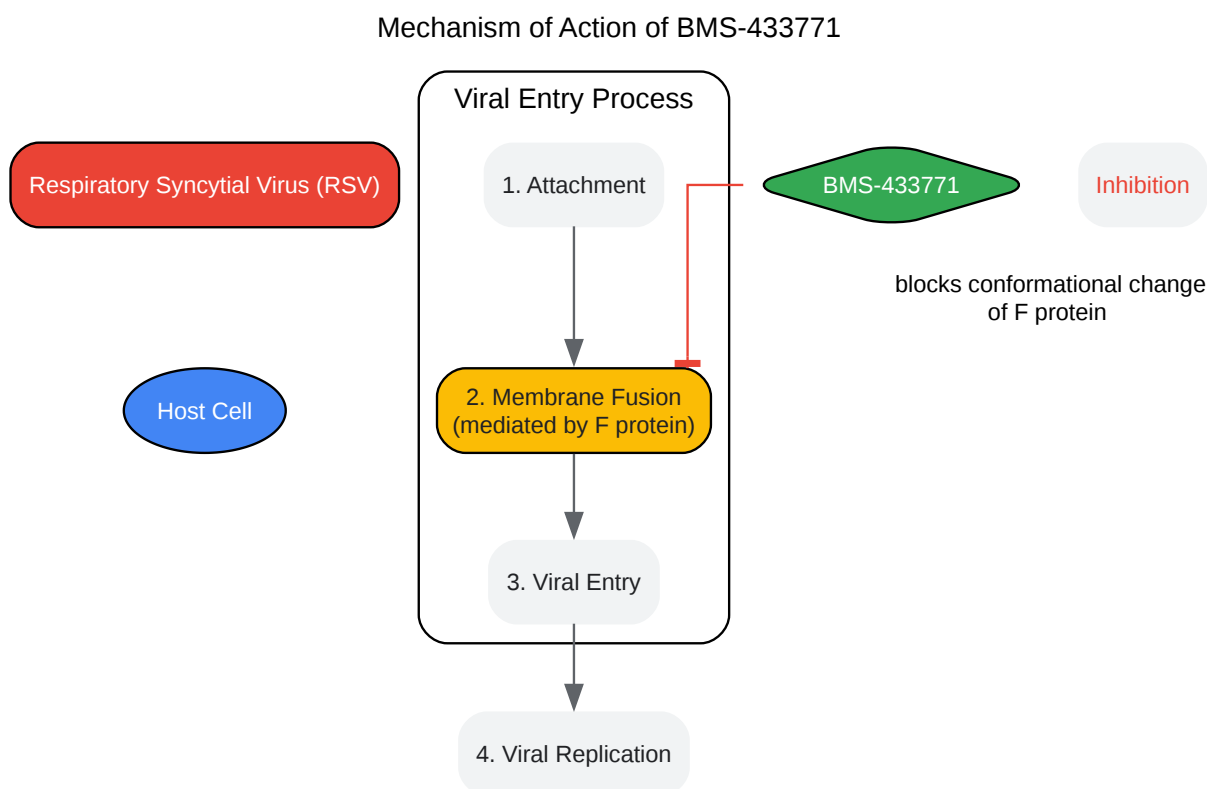 Mechanism of Action of BMS-433771
Viral Entry Process
Respiratory Syncytial Virus (RSV)
1. Attachment
BMS-433771
Inhibition
blocks conformational change
of F protein
Host Cell
2. Membrane Fusion
(mediated by F protein)
3. Viral Entry
4. Viral Replication